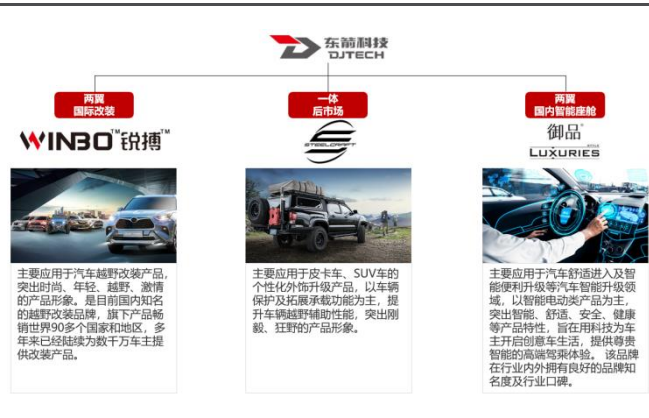 东箭科技
DJTECH
两翼
国际改装
一体
后市场
两翼
国内智能座舱
WINBO™锐搏™
STEELCRAFT
御品®
LUXURIES
主要应用于汽车越野改装产品,
突出时尚、年轻、越野、激情
的产品形象。是目前国内知名
的越野改装品牌,旗下产品畅
销世界90多个国家和地区,多
年来已经陆续为数千万车主提
供改装产品。
主要应用于皮卡车、SUV车的
个性化外饰升级产品,以车辆
保护及拓展承载功能为主,提
升车辆越野辅助性能,突出刚
毅、狂野的产品形象。
主要应用于汽车舒适进入及智
能便利升级等汽车智能升级领
域,以智能电动类产品为主,
突出智能、舒适、安全、健康
等产品特性,旨在用科技为车
主开启创意车生活,提供尊贵
智能的高端驾乘体验。 该品牌
在行业内外拥有良好的品牌知
名度及行业口碑。